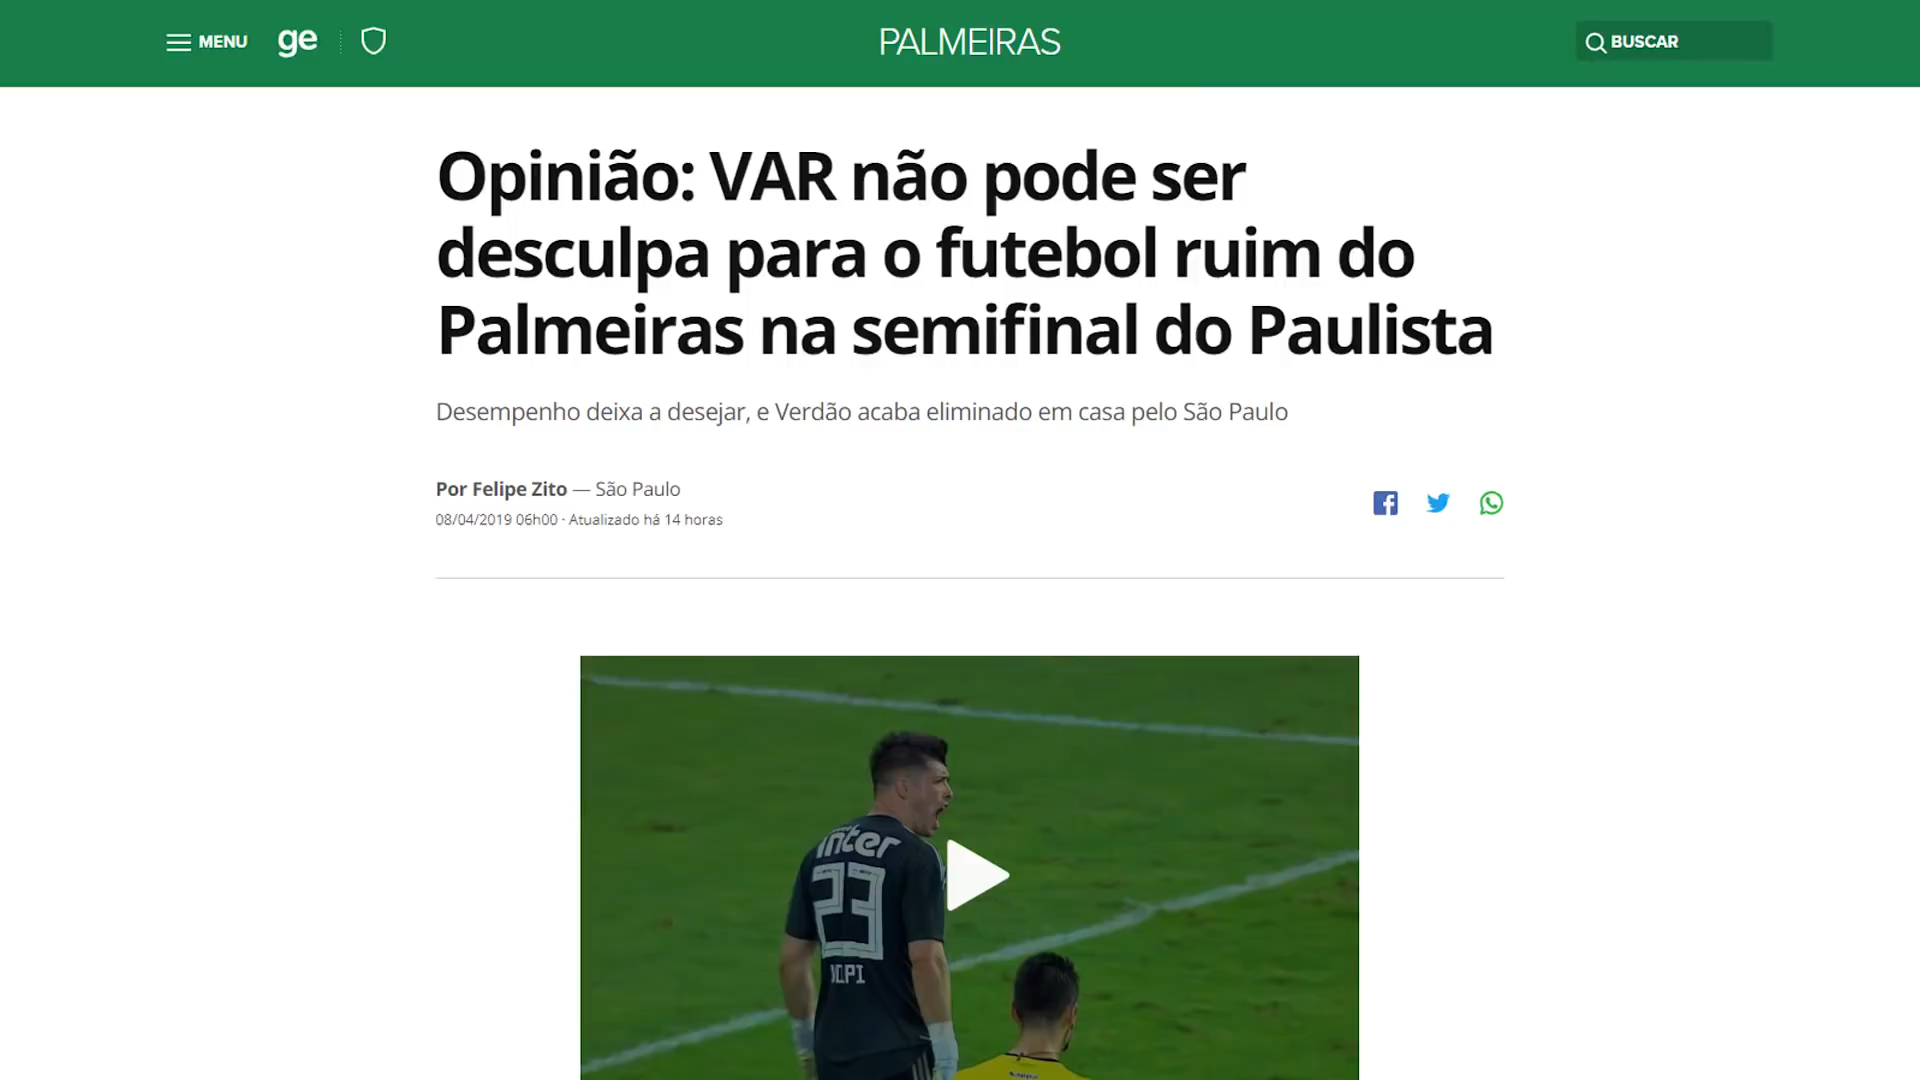 MENU
ge
PALMEIRAS
BUSCAR
Opinião: VAR não pode ser
desculpa para o futebol ruim do
Palmeiras na semifinal do Paulista
Desempenho deixa a desejar, e Verdão acaba eliminado em casa pelo São Paulo
Por Felipe Zito — São Paulo
08/04/2019 06h00 · Atualizado há 14 horas
inter
23